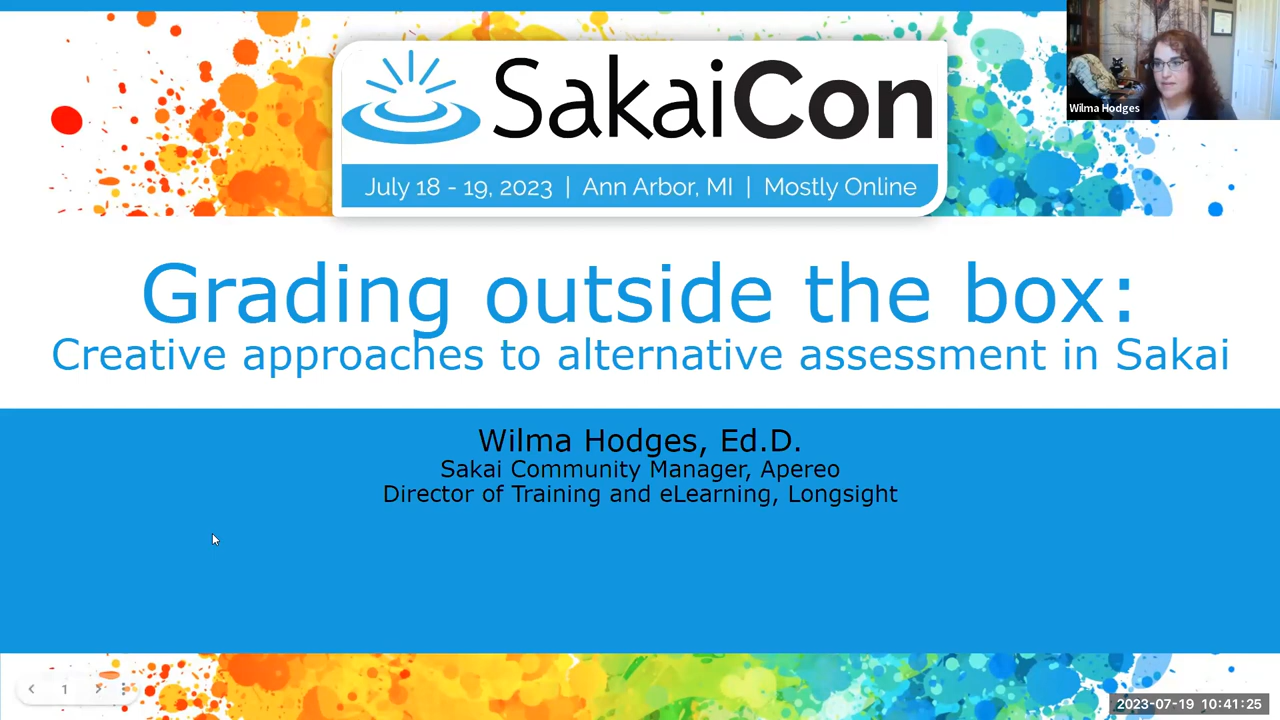 SakaiCon
July 18 - 19, 2023 | Ann Arbor, MI | Mostly Online
Wilma Hodges
Grading outside the box:
Creative approaches to alternative assessment in Sakai
Wilma Hodges, Ed.D.
Sakai Community Manager, Apereo
Director of Training and eLearning, Longsight
1
2023-07-19 10:41:25